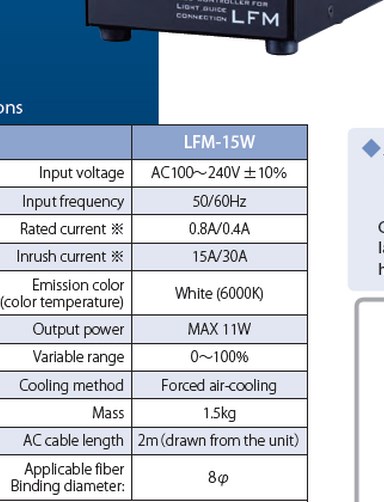 LIGHT GUIDE
CONNECTION LFM
ons
LFM-15W
Input voltage AC100～240V ±10%
Input frequency 50/60Hz
Rated current ※ 0.8A/0.4A
Inrush current ※ 15A/30A
Emission color
(color temperature) White (6000K)
Output power MAX 11W
Variable range 0～100%
Cooling method Forced air-cooling
Mass 1.5kg
AC cable length 2m (drawn from the unit)
Applicable fiber
Binding diameter: 8φ